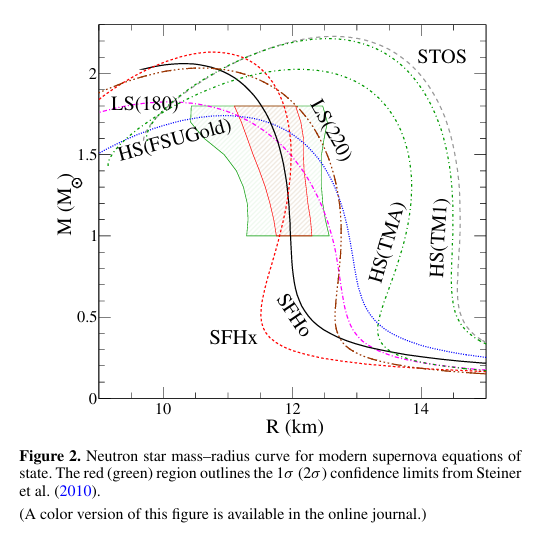 STOS
LS(180)
LS(220)
HS(FSUGold)
HS(TMA)
HS(TM1)
SFHo
SFHx
2
1.5
1
0.5
0
M (M⊙)
10
12
14
R (km)
Figure 2. Neutron star mass–radius curve for modern supernova equations of
state. The red (green) region outlines the 1σ (2σ) confidence limits from Steiner
et al. (2010).
(A color version of this figure is available in the online journal.)